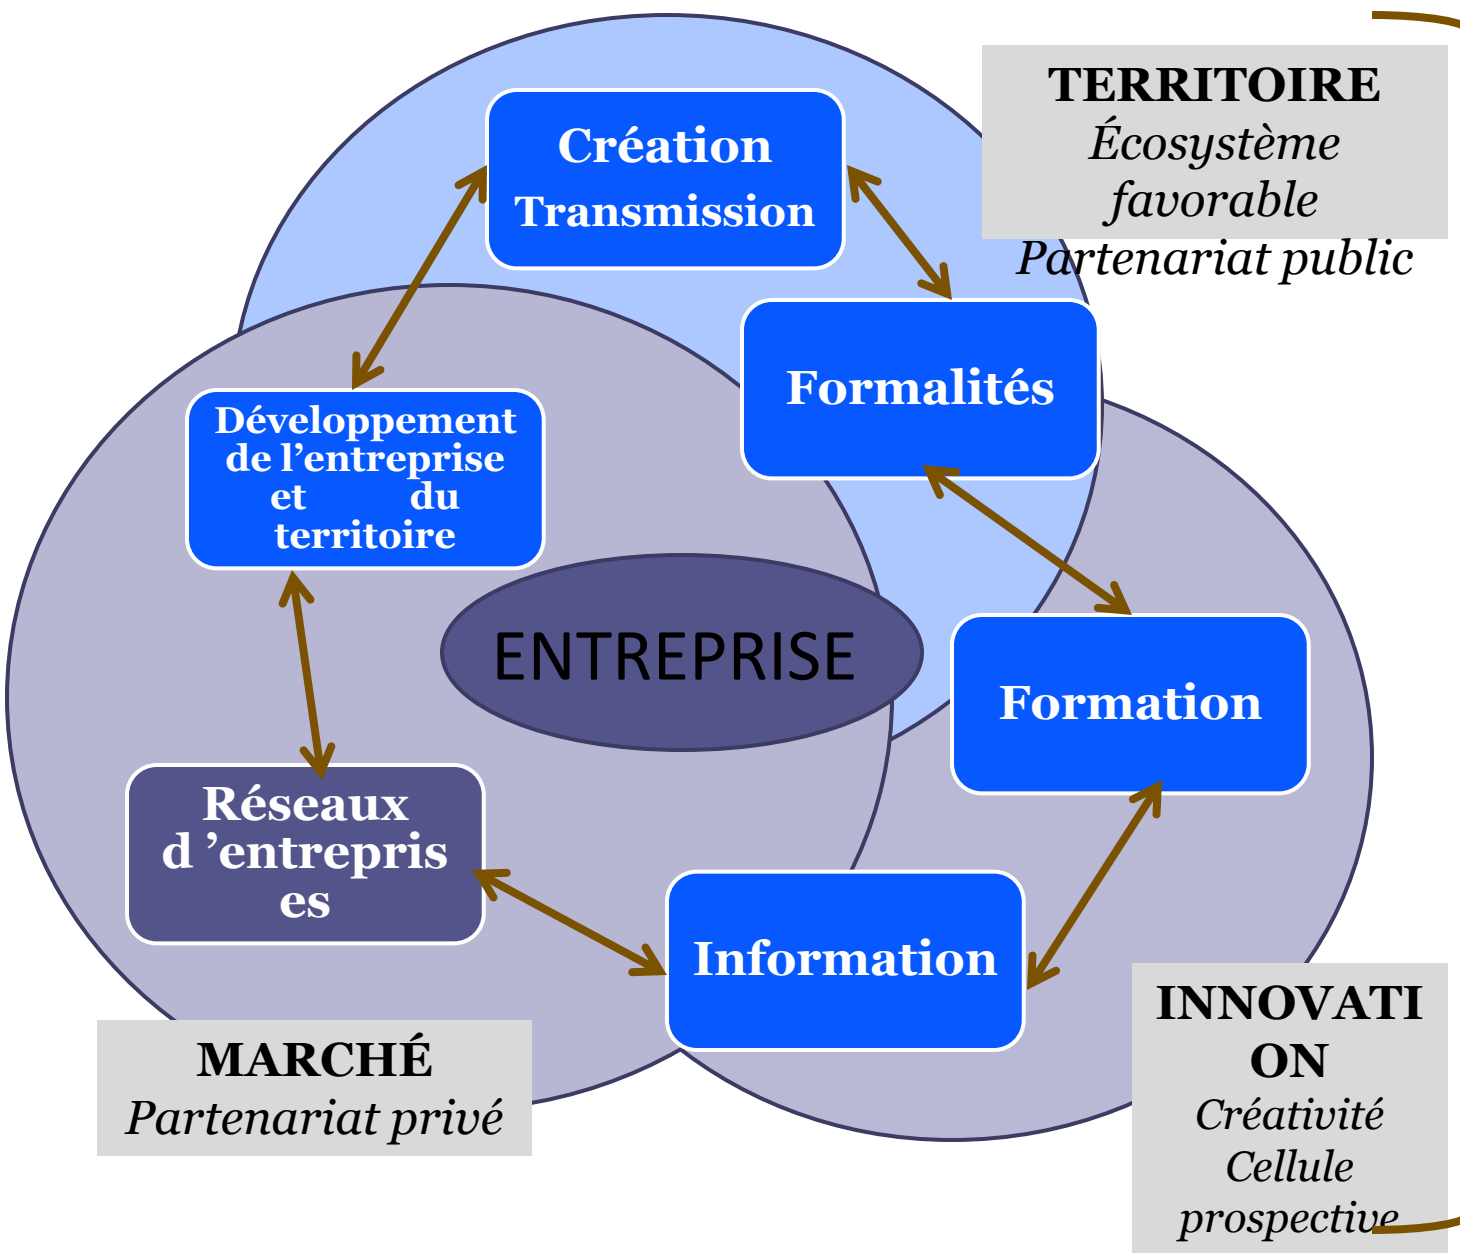 TERRITOIRE
Écosystème
favorable
Partenariat public
Création
Transmission
Formalités
Développement
de l’entreprise
et du
territoire
ENTREPRISE
Formation
Réseaux
d ’entrepris
es
Information
MARCHÉ
Partenariat privé
INNOVATI
ON
Créativité
Cellule
prospective